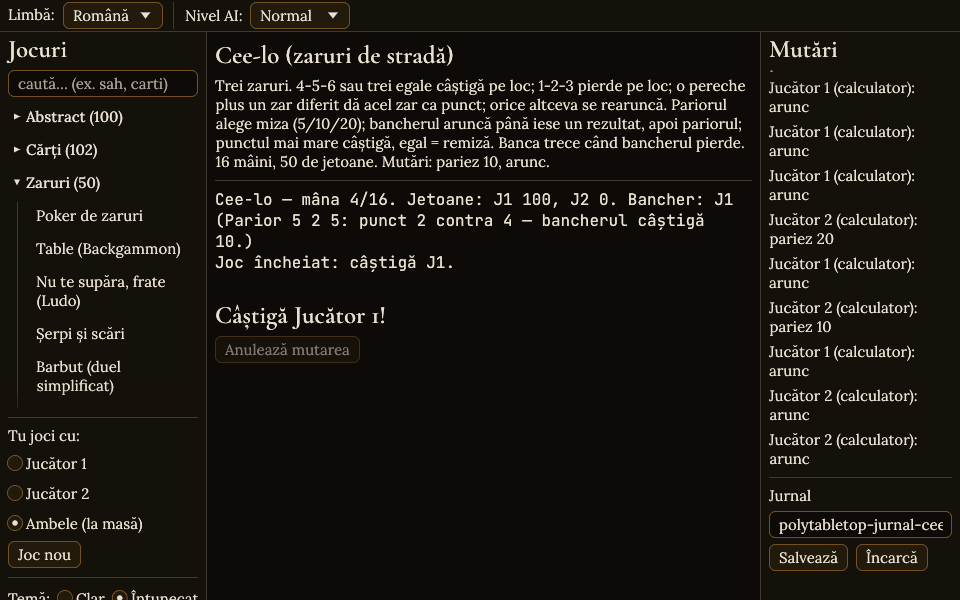 Limbă: Română ▼ Nivel AI: Normal ▼
Jocuri
caută... (ex. sah, carti)
▸ Abstract (100)
▸ Cărți (102)
▾ Zaruri (50)
Poker de zaruri
Table (Backgammon)
Nu te supăra, frate
(Ludo)
Șerpi și scări
Barbut (duel
simplificat)
Tu joci cu:
Jucător 1
Jucător 2
Ambele (la masă)
Joc nou
Temă: Clar Întunecat
Cee-lo (zaruri de stradă)
Trei zaruri. 4-5-6 sau trei egale câștigă pe loc; 1-2-3 pierde pe loc; o pereche
plus un zar diferit dă acel zar ca punct; orice altceva se rearuncă. Pariorul
alege miza (5/10/20); bancherul aruncă până iese un rezultat, apoi pariorul;
punctul mai mare câștigă, egal = remiză. Banca trece când bancherul pierde.
16 mâini, 50 de jetoane. Mutări: pariez 10, arunc.
Cee-lo — mâna 4/16. Jetoane: J1 100, J2 0. Bancher: J1
(Parior 5 2 5: punct 2 contra 4 — bancherul câștigă
10.)
Joc încheiat: câștigă J1.
Câștigă Jucător 1!
Anulează mutarea
Mutări
Jucător 1 (calculator):
arunc
Jucător 1 (calculator):
arunc
Jucător 1 (calculator):
arunc
Jucător 2 (calculator):
pariez 20
Jucător 1 (calculator):
arunc
Jucător 2 (calculator):
pariez 10
Jucător 1 (calculator):
arunc
Jucător 2 (calculator):
arunc
Jucător 2 (calculator):
arunc
Jurnal
polytabletop-jurnal-cee
Salvează Încarcă